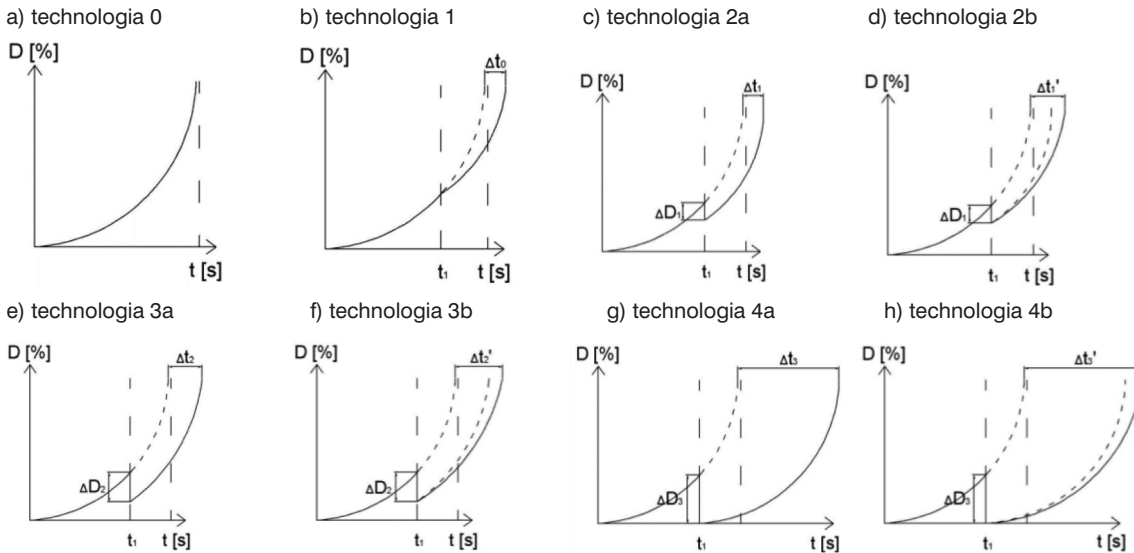 a) technologia 0
b) technologia 1
c) technologia 2a
d) technologia 2b
D [%]
t [s]
D [%]
Δt₀
t₁
t [s]
D [%]
Δt₁
ΔD₁
t₁
t [s]
D [%]
Δt₁'
ΔD₁
t₁
t [s]
e) technologia 3a
f) technologia 3b
g) technologia 4a
h) technologia 4b
D [%]
Δt₂
ΔD₂
t₁
t [s]
D [%]
Δt₂'
ΔD₂
t₁
t [s]
D [%]
Δt₃
ΔD₃
t₁
t [s]
D [%]
Δt₃'
ΔD₃
t₁
t [s]